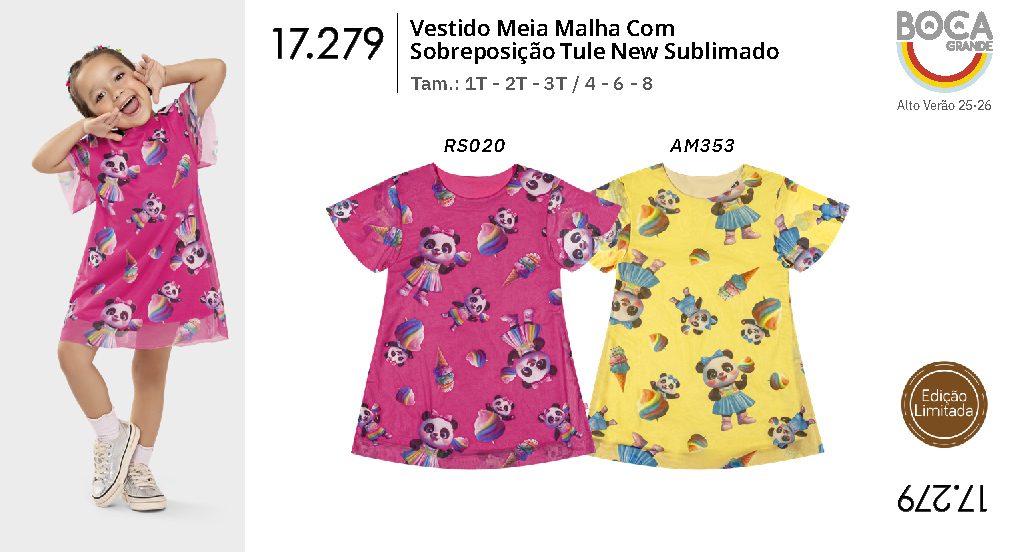 17.279
Vestido Meia Malha Com
Sobreposição Tule New Sublimado
Tam.: 1T - 2T - 3T / 4 - 6 - 8
BOCA
GRANDE
Alto Verão 25-26
RS020
AM353
Edição
Limitada
17.279